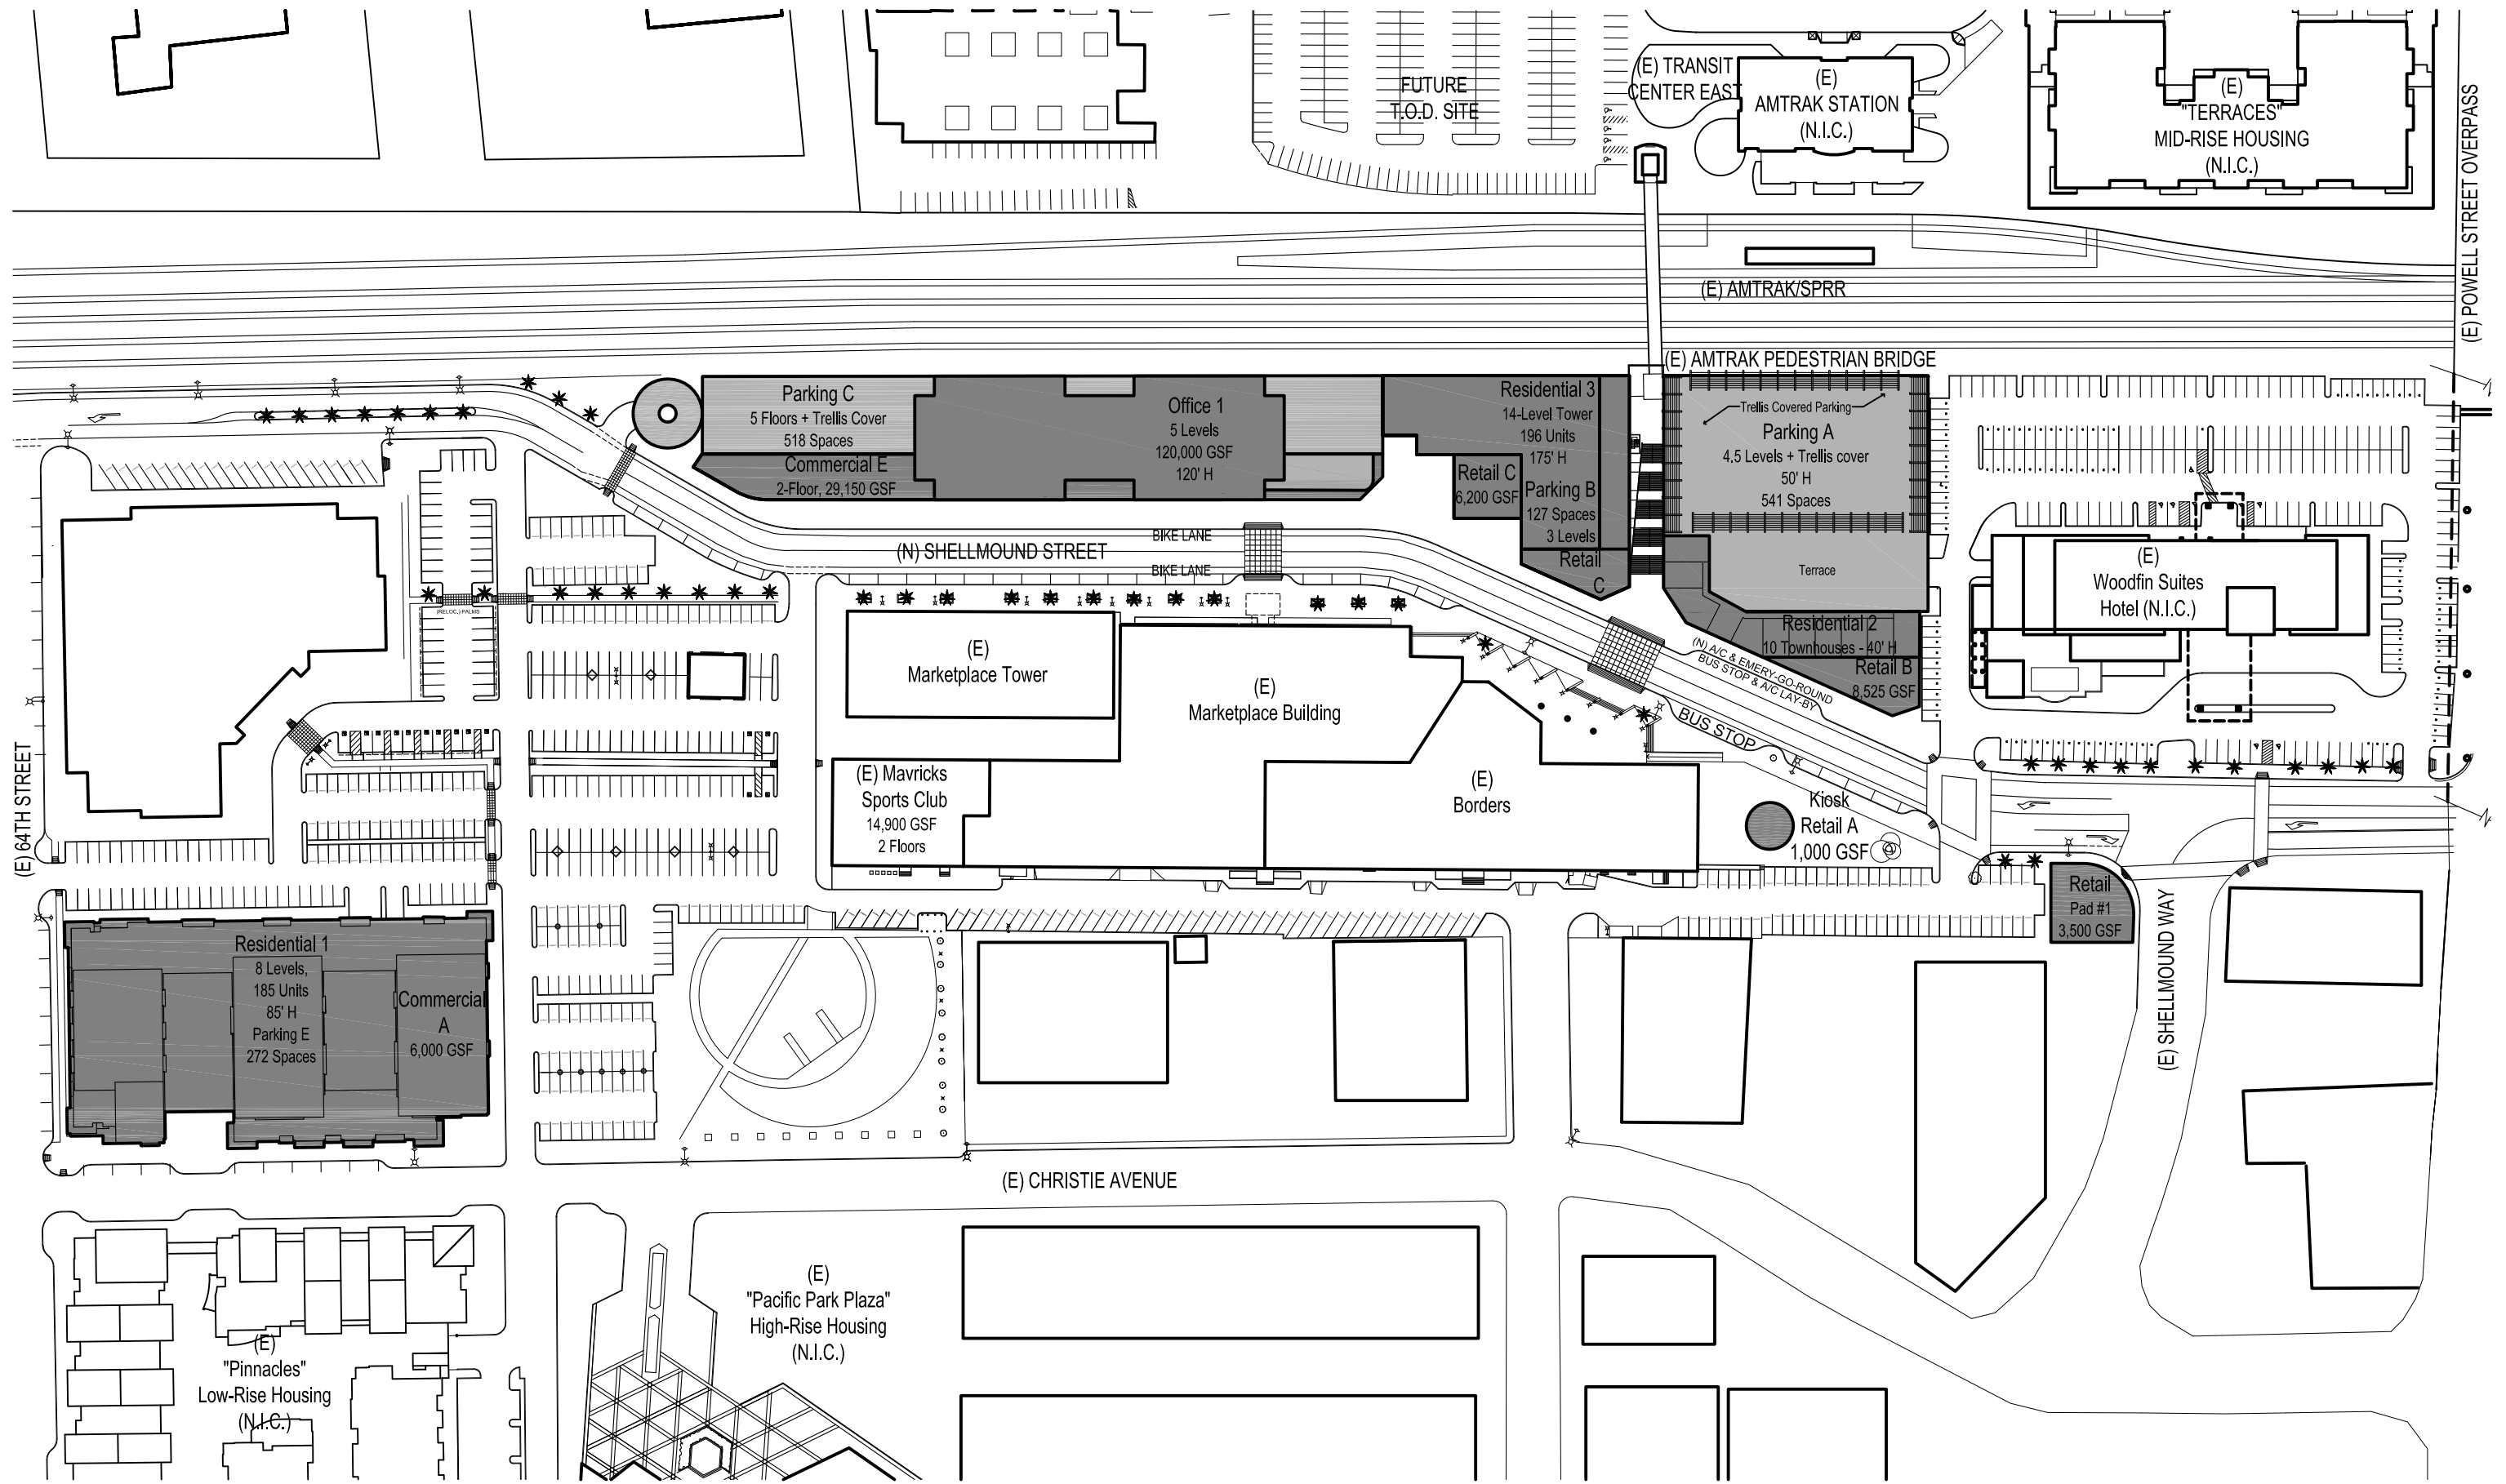 FUTURE
T.O.D. SITE
(E) TRANSIT
CENTER EAST
(E)
AMTRAK STATION
(N.I.C.)
(E)
"TERRACES"
MID-RISE HOUSING
(N.I.C.)
(E) POWELL STREET OVERPASS
(E) AMTRAK/SPRR
(E) AMTRAK PEDESTRIAN BRIDGE
Parking C
5 Floors + Trellis Cover
518 Spaces
Commercial E
2-Floor, 29,150 GSF
Office 1
5 Levels
120,000 GSF
120' H
Residential 3
14-Level Tower
196 Units
175' H
Retail C
6,200 GSF
Parking B
127 Spaces
3 Levels
Retail
C
Trellis Covered Parking
Parking A
4.5 Levels + Trellis cover
50' H
541 Spaces
Terrace
Residential 2
10 Townhouses - 40' H
Retail B
8,525 GSF
(N) A/C & EMERY-GO-ROUND
BUS STOP & A/C LAY-BY
BUS STOP
(E)
Woodfin Suites
Hotel (N.I.C.)
BIKE LANE
(N) SHELLMOUND STREET
BIKE LANE
(RELOC.) PALMS
(E)
Marketplace Tower
(E)
Marketplace Building
(E) Mavricks
Sports Club
14,900 GSF
2 Floors
(E)
Borders
Kiosk
Retail A
1,000 GSF
Retail
Pad #1
3,500 GSF
(E) 64TH STREET
(E) SHELLMOUND WAY
Residential 1
8 Levels,
185 Units
85' H
Parking E
272 Spaces
Commercial
A
6,000 GSF
(E) CHRISTIE AVENUE
(E)
"Pacific Park Plaza"
High-Rise Housing
(N.I.C.)
(E)
"Pinnacles"
Low-Rise Housing
(N.I.C.)